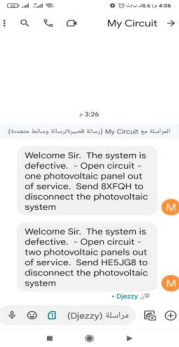 4:06
My Circuit
3:26 م
المراسلة مع My Circuit (رسالة قصيرة/رسالة وسائط متعددة)
Welcome Sir. The system is
defective. - Open circuit -
one photovoltaic panel out
of service. Send 8XFQH to
disconnect the photovoltaic
system
M
Welcome Sir. The system is
defective. - Open circuit -
two photovoltaic panels out
of service. Send HE5JG8 to
disconnect the photovoltaic
system
M
الآن • Djezzy
مراسلة (Djezzy)